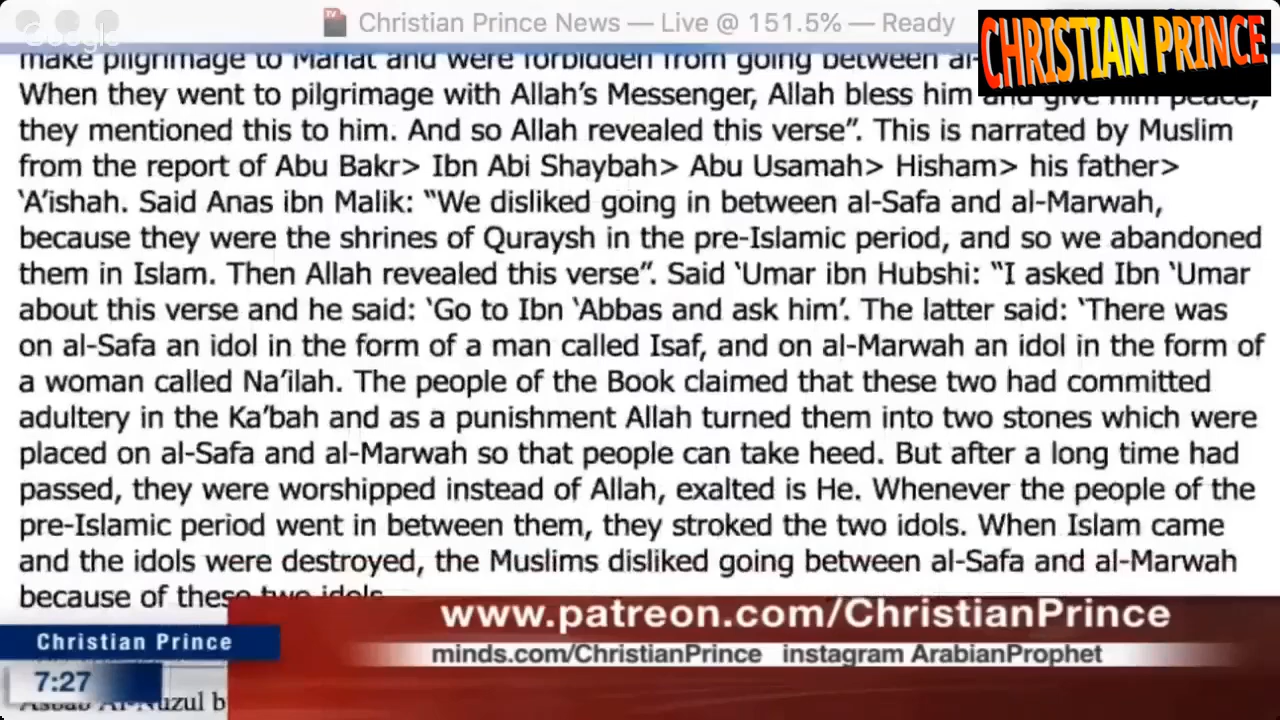 Christian Prince News — Live @ 151.5% — Ready
CHRISTIAN PRINCE
Google
make pilgrimage to Manat and were forbidden from going between al-
When they went to pilgrimage with Allah's Messenger, Allah bless him and give him peace,
they mentioned this to him. And so Allah revealed this verse”. This is narrated by Muslim
from the report of Abu Bakr> Ibn Abi Shaybah> Abu Usamah> Hisham> his father>
‘A’ishah. Said Anas ibn Malik: “We disliked going in between al-Safa and al-Marwah,
because they were the shrines of Quraysh in the pre-Islamic period, and so we abandoned
them in Islam. Then Allah revealed this verse”. Said ‘Umar ibn Hubshi: “I asked Ibn ‘Umar
about this verse and he said: ‘Go to Ibn ‘Abbas and ask him’. The latter said: ‘There was
on al-Safa an idol in the form of a man called Isaf, and on al-Marwah an idol in the form of
a woman called Na’ilah. The people of the Book claimed that these two had committed
adultery in the Ka’bah and as a punishment Allah turned them into two stones which were
placed on al-Safa and al-Marwah so that people can take heed. But after a long time had
passed, they were worshipped instead of Allah, exalted is He. Whenever the people of the
pre-Islamic period went in between them, they stroked the two idols. When Islam came
and the idols were destroyed, the Muslims disliked going between al-Safa and al-Marwah
because of these two idols
www.patreon.com/ChristianPrince
Christian Prince
minds.com/ChristianPrince instagram ArabianProphet
7:27
Asbab Al-Nuzul b